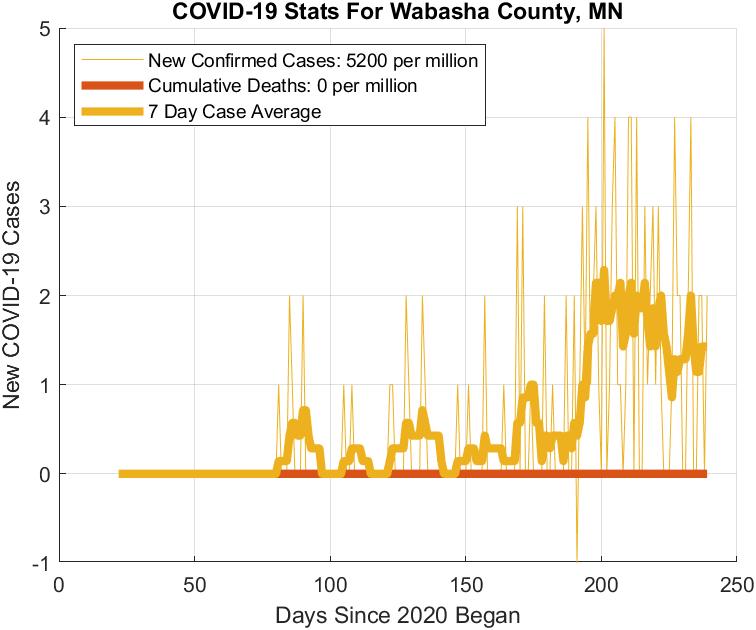 COVID-19 Stats For Wabasha County, MN
New Confirmed Cases: 5200 per million
Cumulative Deaths: 0 per million
7 Day Case Average
New COVID-19 Cases
5
4
3
2
1
0
-1
0 50 100 150 200 250
Days Since 2020 Began